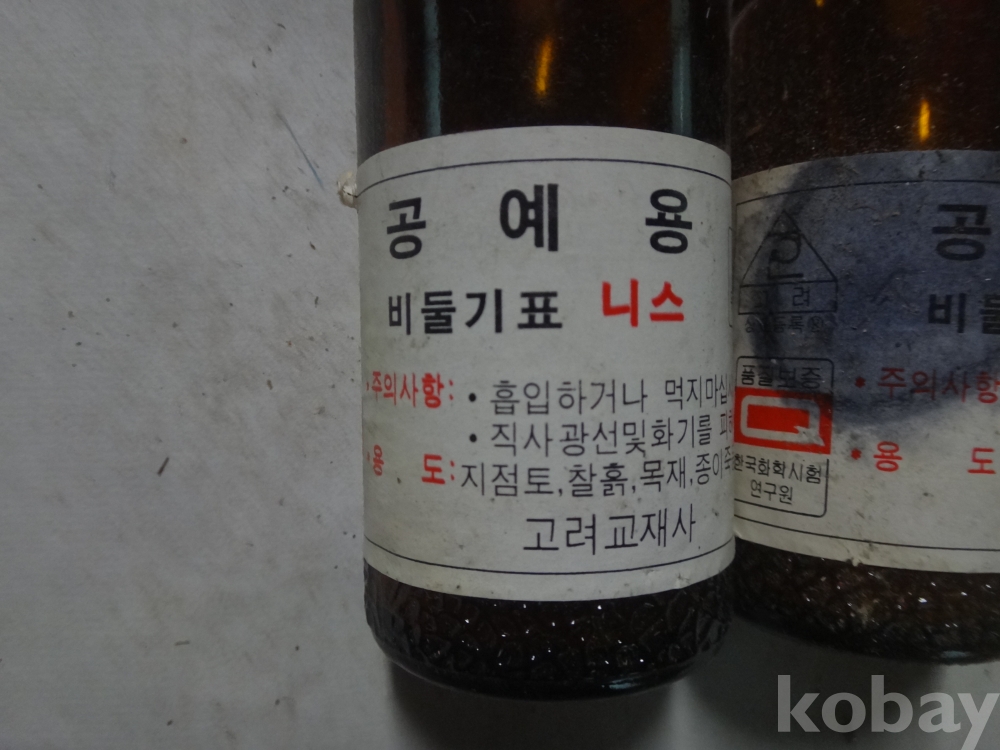 공 예 용
비둘기표 니스
·주의사항: · 흡입하거나 먹지마십
· 직사광선및화기를 피
·용 도: 지점토,찰흙,목재,종이
고려교재사
고 려
공
비둘
품질보증
Q
* 주의사항
* 용 도
한국화학시험
연구원
kobay